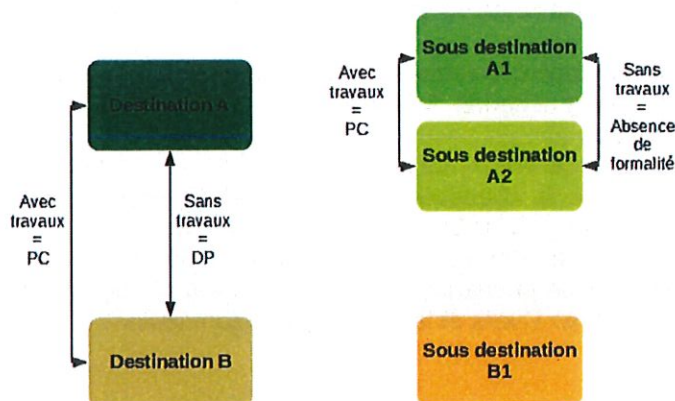 Destination A
Avec
travaux
=
PC
Sans
travaux
=
DP
Destination B
Sous destination
A1
Avec
travaux
=
PC
Sans
travaux
=
Absence
de
formalité
Sous destination
A2
Sous destination
B1